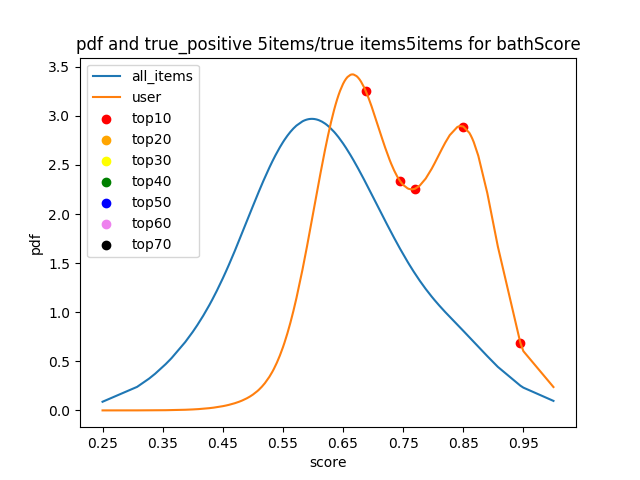 pdf and true_positive 5items/true items5items for bathScore
all_items
user
top10
top20
top30
top40
top50
top60
top70
pdf
3.5
3.0
2.5
2.0
1.5
1.0
0.5
0.0
0.25 0.35 0.45 0.55 0.65 0.75 0.85 0.95
score